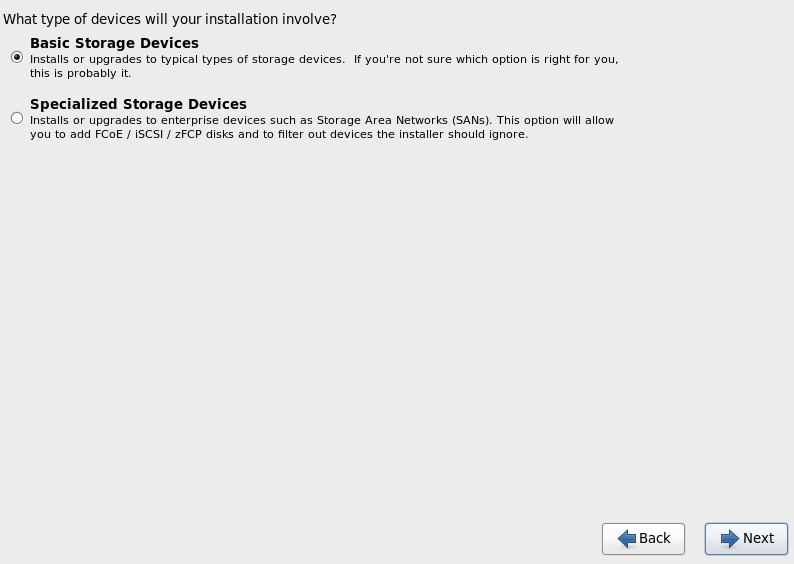 What type of devices will your installation involve?
Basic Storage Devices
Installs or upgrades to typical types of storage devices.  If you're not sure which option is right for you,
this is probably it.
Specialized Storage Devices
Installs or upgrades to enterprise devices such as Storage Area Networks (SANs). This option will allow
you to add FCoE / iSCSI / zFCP disks and to filter out devices the installer should ignore.
Back
Next